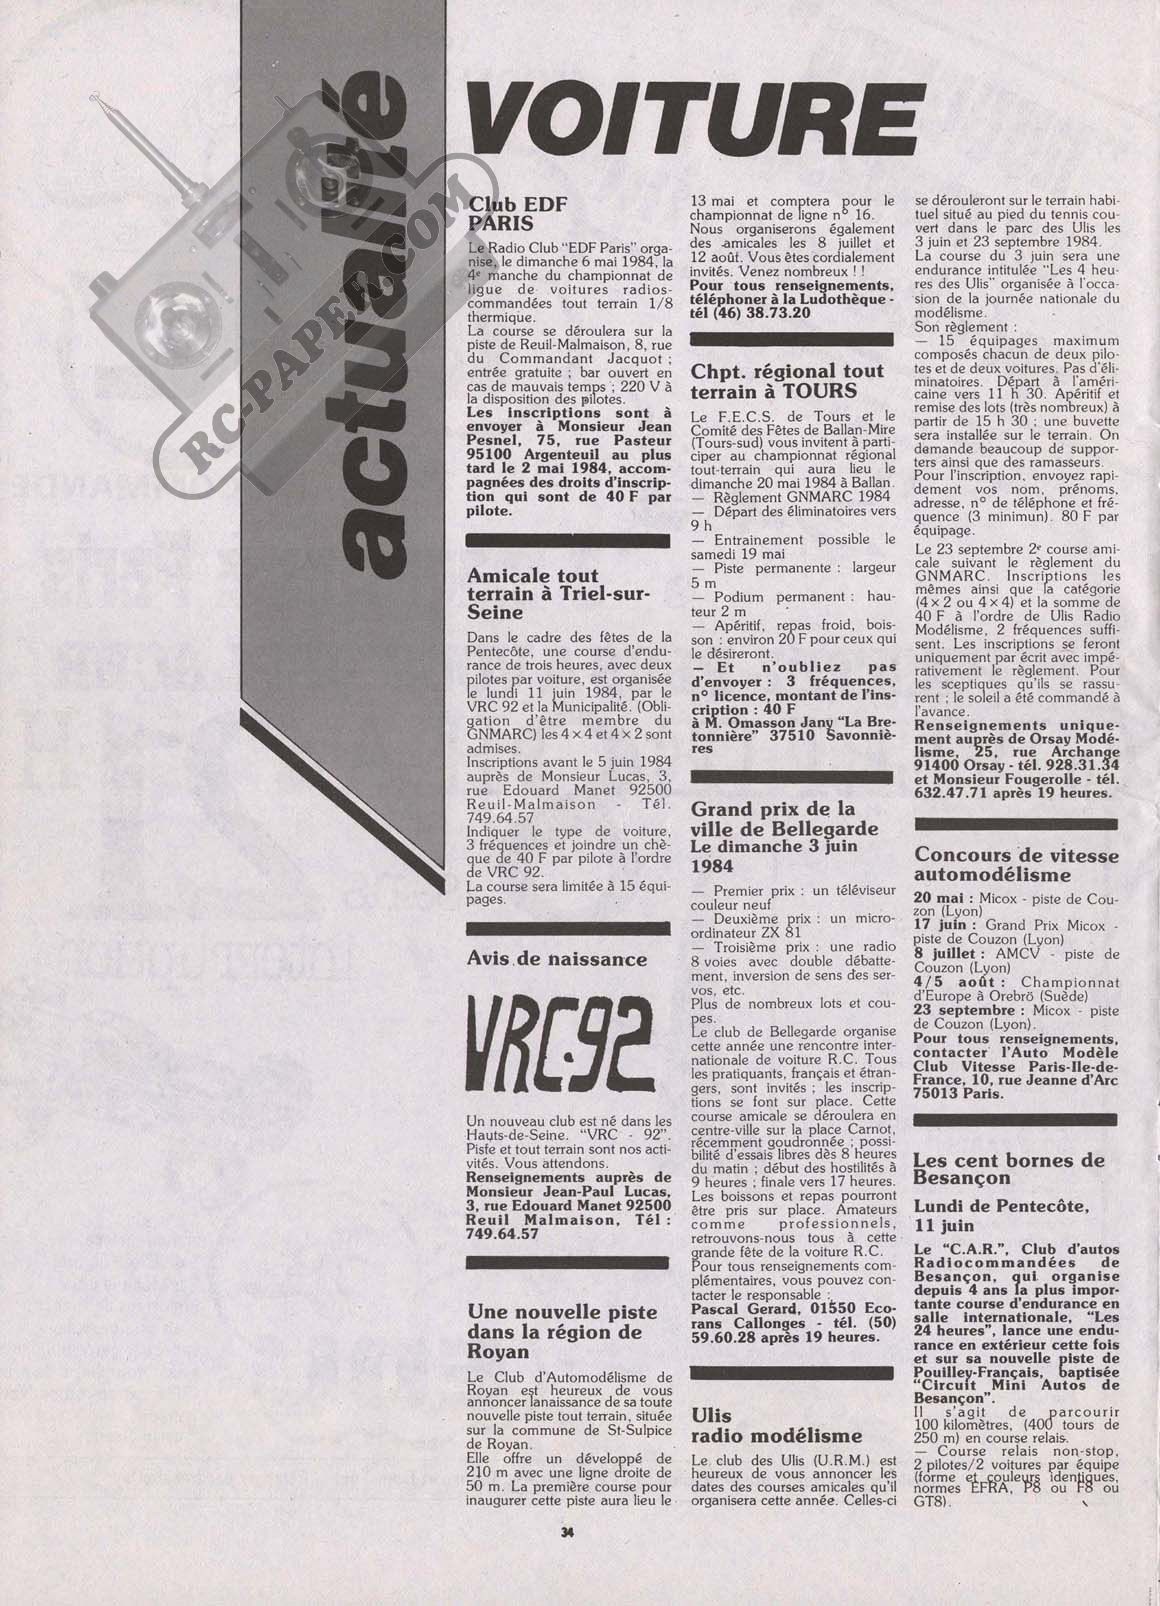 actualité
VOITURE
Club EDF
PARIS
Le Radio Club “EDF Paris” orga-
nise, le dimanche 6 mai 1984, la
4e manche du championnat de
ligue de voitures radios-
commandées tout terrain 1/8
thermique.
La course se déroulera sur la
piste de Reuil-Malmaison, 8, rue
du Commandant Jacquot ;
entrée gratuite ; bar ouvert en
cas de mauvais temps ; 220 V à
la disposition des pilotes.
Les inscriptions sont à
envoyer à Monsieur Jean
Pesnel, 75, rue Pasteur
95100 Argenteuil au plus
tard le 2 mai 1984, accom-
pagnées des droits d'inscrip-
tion qui sont de 40 F par
pilote.
Amicale tout
terrain à Triel-sur-
Seine
Dans le cadre des fêtes de la
Pentecôte, une course d'endu-
rance de trois heures, avec deux
pilotes par voiture, est organisée
le lundi 11 juin 1984, par le
VRC 92 et la Municipalité. (Obli-
gation d'être membre du
GNMARC) les 4 × 4 et 4 × 2 sont
admises.
Inscriptions avant le 5 juin 1984
auprès de Monsieur Lucas, 3,
rue Edouard Manet 92500
Reuil-Malmaison - Tél.
749.64.57
Indiquer le type de voiture,
3 fréquences et joindre un chè-
que de 40 F par pilote à l'ordre
de VRC 92.
La course sera limitée à 15 équi-
pages.
Avis de naissance
VRC.92
Un nouveau club est né dans les
Hauts-de-Seine. “VRC - 92”.
Piste et tout terrain sont nos acti-
vités. Vous attendons.
Renseignements auprès de
Monsieur Jean-Paul Lucas,
3, rue Edouard Manet 92500
Reuil Malmaison, Tél :
749.64.57
Une nouvelle piste
dans la région de
Royan
Le Club d'Automodélisme de
Royan est heureux de vous
annoncer lanaissance de sa toute
nouvelle piste tout terrain, située
sur la commune de St-Sulpice
de Royan.
Elle offre un développé de
210 m avec une ligne droite de
50 m. La première course pour
inaugurer cette piste aura lieu le
13 mai et comptera pour le
championnat de ligne n° 16.
Nous organiserons également
des amicales les 8 juillet et
12 août. Vous êtes cordialement
invités. Venez nombreux ! !
Pour tous renseignements,
téléphoner à la Ludothèque -
tél (46) 38.73.20
Chpt. régional tout
terrain à TOURS
Le F.E.C.S. de Tours et le
Comité des Fêtes de Ballan-Mire
(Tours-sud) vous invitent à parti-
ciper au championnat régional
tout-terrain qui aura lieu le
dimanche 20 mai 1984 à Ballan.
— Règlement GNMARC 1984
— Départ des éliminatoires vers
9 h
— Entrainement possible le
samedi 19 mai
— Piste permanente : largeur
5 m
— Podium permanent : hau-
teur 2 m
— Apéritif, repas froid, bois-
son : environ 20 F pour ceux qui
le désireront.
— Et n'oubliez pas
d'envoyer : 3 fréquences,
n° licence, montant de l'ins-
cription : 40 F
à M. Omasson Jany “La Bre-
tonnière” 37510 Savonniè-
res
Grand prix de la
ville de Bellegarde
Le dimanche 3 juin
1984
— Premier prix : un téléviseur
couleur neuf
— Deuxième prix : un micro-
ordinateur ZX 81
— Troisième prix : une radio
8 voies avec double débatte-
ment, inversion de sens des ser-
vos, etc.
Plus de nombreux lots et cou-
pes.
Le club de Bellegarde organise
cette année une rencontre inter-
nationale de voiture R.C. Tous
les pratiquants, français et étran-
gers, sont invités ; les inscrip-
tions se font sur place. Cette
course amicale se déroulera en
centre-ville sur la place Carnot,
récemment goudronnée ; possi-
bilité d'essais libres dès 8 heures
du matin ; début des hostilités à
9 heures ; finale vers 17 heures.
Les boissons et repas pourront
être pris sur place. Amateurs
comme professionnels,
retrouvons-nous tous à cette
grande fête de la voiture R.C.
Pour tous renseignements com-
plémentaires, vous pouvez con-
tacter le responsable :
Pascal Gerard, 01550 Eco-
rans Callonges - tél. (50)
59.60.28 après 19 heures.
Ulis
radio modélisme
Le club des Ulis (U.R.M.) est
heureux de vous annoncer les
dates des courses amicales qu'il
organisera cette année. Celles-ci
se dérouleront sur le terrain habi-
tuel situé au pied du tennis cou-
vert dans le parc des Ulis les
3 juin et 23 septembre 1984.
La course du 3 juin sera une
endurance intitulée “Les 4 heu-
res des Ulis” organisée à l'occa-
sion de la journée nationale du
modélisme.
Son règlement :
— 15 équipages maximum
composés chacun de deux pilo-
tes et de deux voitures. Pas d'éli-
minatoires. Départ à l'améri-
caine vers 11 h 30. Apéritif et
remise des lots (très nombreux) à
partir de 15 h 30 ; une buvette
sera installée sur le terrain. On
demande beaucoup de suppor-
ters ainsi que des ramasseurs.
Pour l'inscription, envoyez rapi-
dement vos nom, prénoms,
adresse, n° de téléphone et fré-
quence (3 minimun). 80 F par
équipage.
Le 23 septembre 2e course ami-
cale suivant le règlement du
GNMARC. Inscriptions les
mêmes ainsi que la catégorie
(4 × 2 ou 4 × 4) et la somme de
40 F à l'ordre de Ulis Radio
Modélisme, 2 fréquences suffi-
sent. Les inscriptions se feront
uniquement par écrit avec impé-
rativement le règlement. Pour
les sceptiques qu'ils se rassu-
rent ; le soleil a été commandé à
l'avance.
Renseignements unique-
ment auprès de Orsay Modé-
lisme, 25, rue Archange
91400 Orsay - tél. 928.31.34
et Monsieur Fougerolle - tél.
632.47.71 après 19 heures.
Concours de vitesse
automodélisme
20 mai : Micox - piste de Cou-
zon (Lyon)
17 juin : Grand Prix Micox -
piste de Couzon (Lyon)
8 juillet : AMCV - piste de
Couzon (Lyon)
4/5 août : Championnat
d'Europe à Orebrö (Suède)
23 septembre : Micox - piste
de Couzon (Lyon).
Pour tous renseignements,
contacter l'Auto Modèle
Club Vitesse Paris-Ile-de-
France, 10, rue Jeanne d'Arc
75013 Paris.
Les cent bornes de
Besançon
Lundi de Pentecôte,
11 juin
Le “C.A.R.”, Club d'autos
Radiocommandées de
Besançon, qui organise
depuis 4 ans la plus impor-
tante course d'endurance en
salle internationale, “Les
24 heures”, lance une endu-
rance en extérieur cette fois
et sur sa nouvelle piste de
Pouilley-Français, baptisée
“Circuit Mini Autos de
Besançon”.
Il s'agit de parcourir
100 kilomètres, (400 tours de
250 m) en course relais.
— Course relais non-stop,
2 pilotes/2 voitures par équipe
(forme et couleurs identiques,
normes EFRA, P8 ou F8 ou
GT8).
34
RC-PAPER.COM